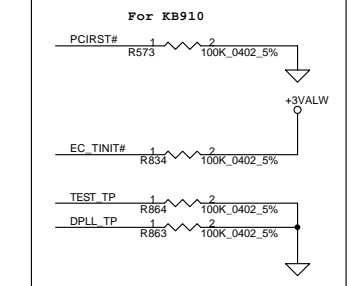 For KB910
PCIRST# 1 2
R573 100K_0402_5%
+3VALW
EC_TINIT# 1 2
R834 100K_0402_5%
TEST_TP 1 2
R864 100K_0402_5%
DPLL_TP 1 2
R863 100K_0402_5%